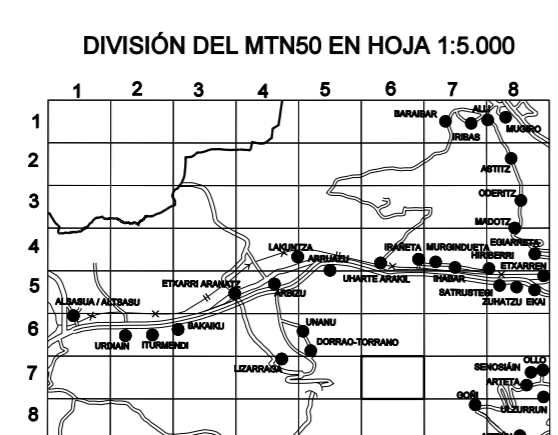 DIVISIÓN DEL MTN50 EN HOJA 1:5.000
1 2 3 4 5 6 7 8
1
BARAIBAR
ALLI
IRIBAS
MUGIRO
2
ASTITZ
3
ODERITZ
MADOTZ
4
LAKUNTZA
IRAÑETA
MURGINDUETA
EGIARRETA
HIRIBERRI
ARRUAZU
ETXARREN
5
ETXARRI ARANATZ
ARBIZU
UHARTE ARAKIL
IHABAR
SATRUSTEGI
ZUHATZU
EKAI
ALSASUA / ALTSASU
6
URDIAIN
ITURMENDI
BAKAIKU
UNANU
DORRAO-TORRANO
7
LIZARRAGA
SENOSIÁIN
OLLO
ARTETA
8
GOÑI
ULZURRUN